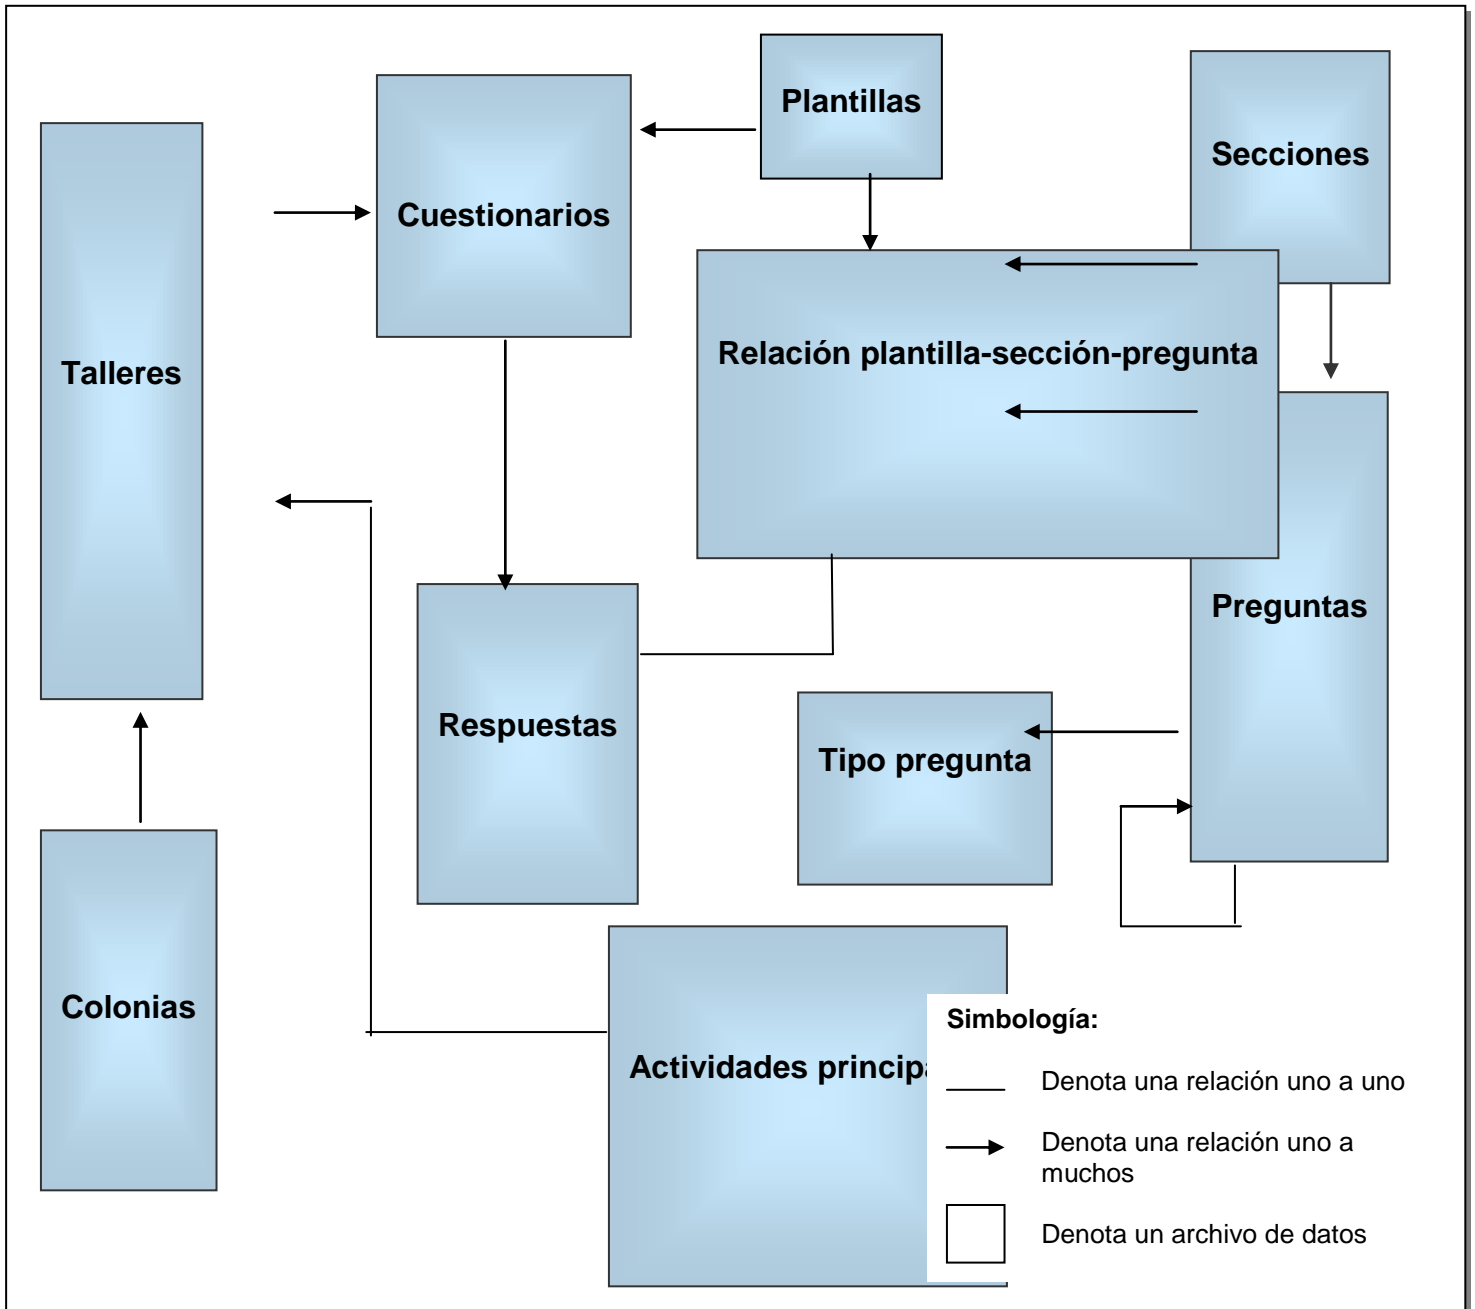 Plantillas
Secciones
Cuestionarios
Relación plantilla-sección-pregunta
Talleres
Preguntas
Respuestas
Tipo pregunta
Colonias
Actividades
Simbología:
Denota una relación uno a uno
Denota una relación uno a
muchos
Denota un archivo de datos